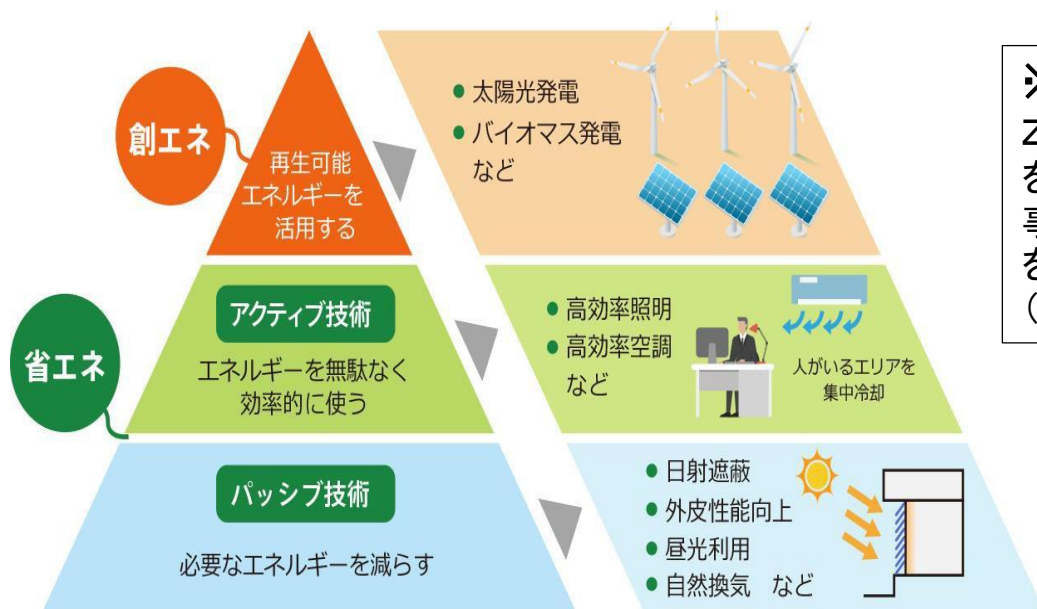 創エネ
再生可能
エネルギーを
活用する
● 太陽光発電
● バイオマス発電
など
省エネ
アクティブ技術
エネルギーを無駄なく
効率的に使う
● 高効率照明
● 高効率空調
など
人がいるエリアを
集中冷却
パッシブ技術
必要なエネルギーを減らす
● 日射遮蔽
● 外皮性能向上
● 昼光利用
● 自然換気　など
※
Z
を
事
を
（